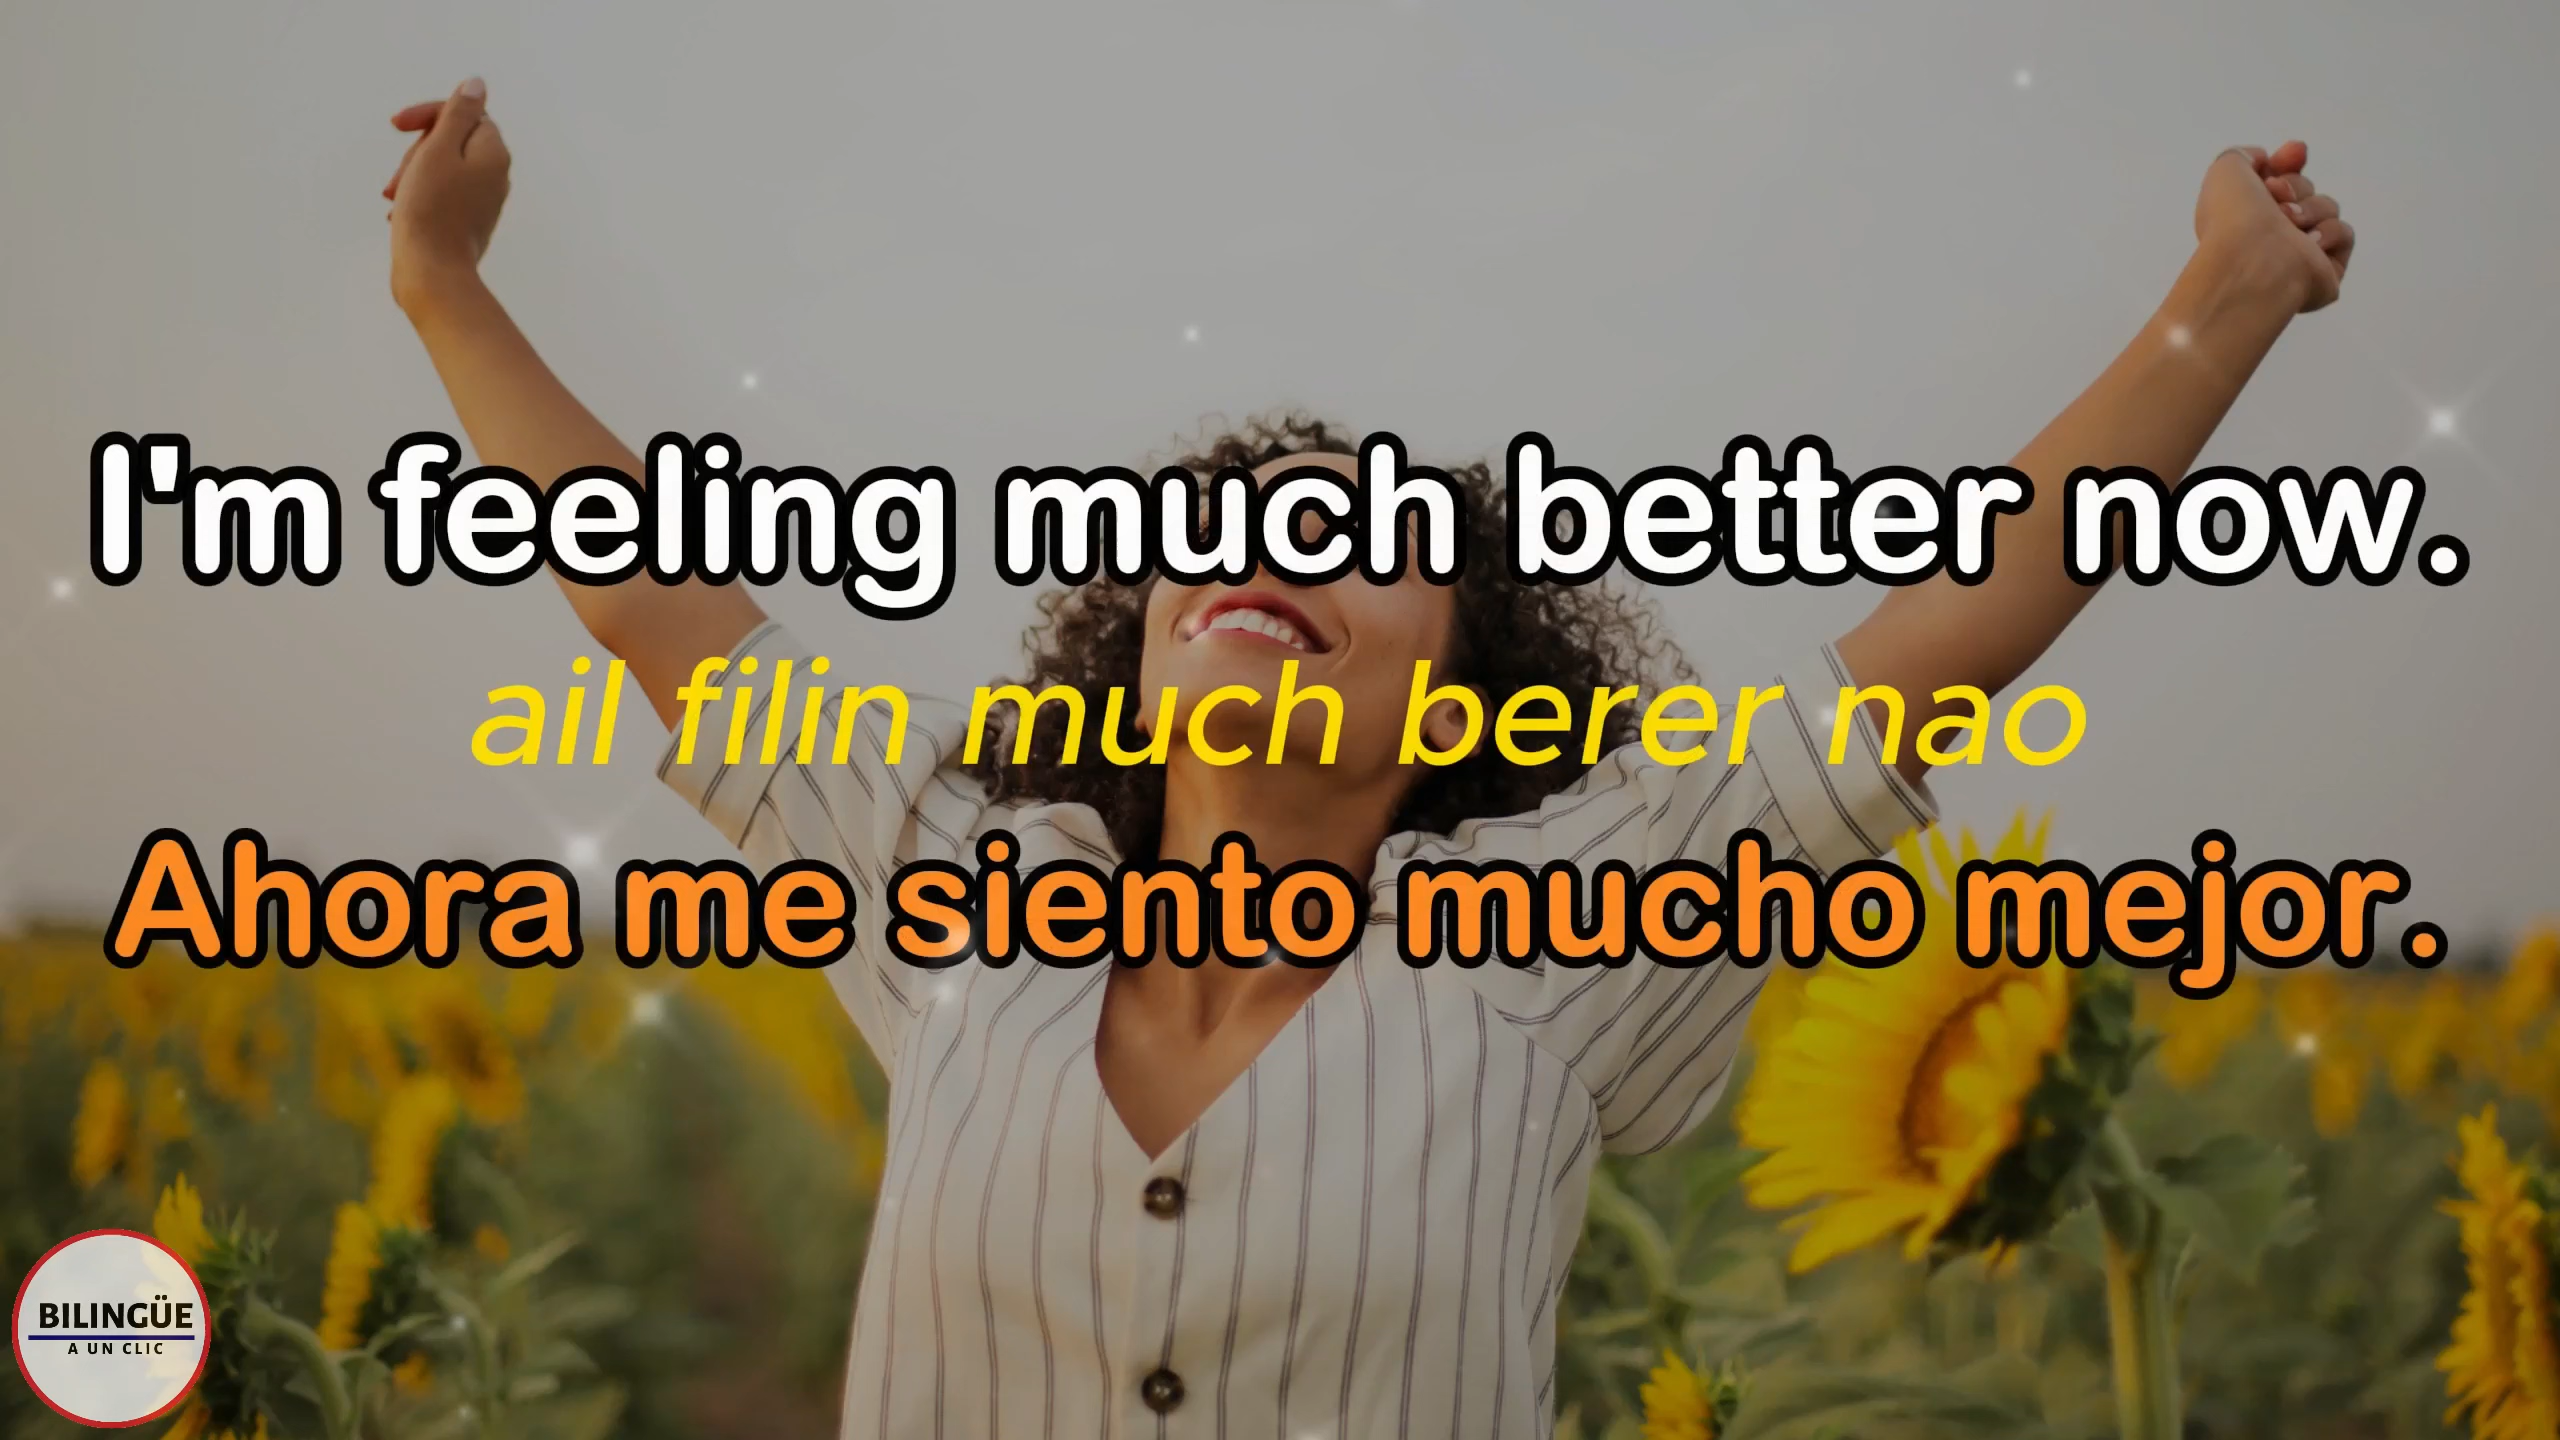 I'm feeling much better now.
ail filin much berer nao
Ahora me siento mucho mejor.
BILINGÜE
A UN CLIC